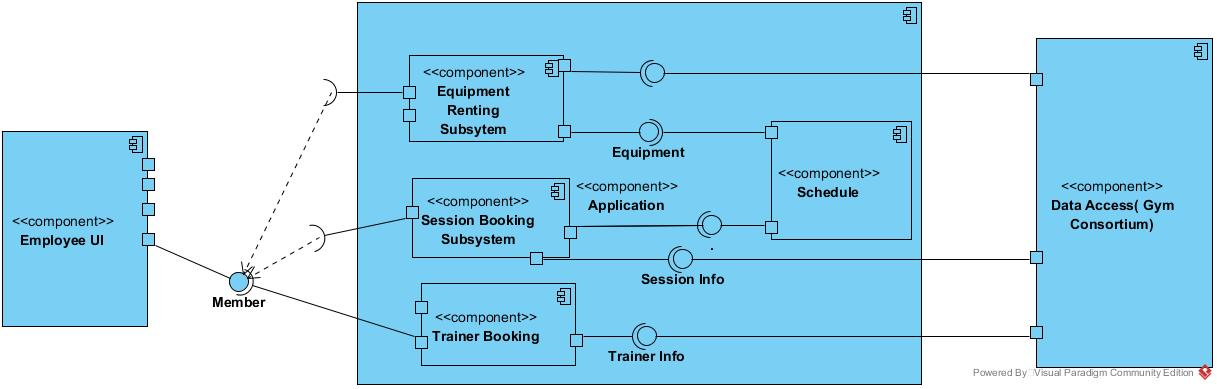 <<component>>
Employee UI
Member
<<component>>
Equipment
Renting
Subsytem
<<component>>
Session Booking
Subsystem
<<component>>
Trainer Booking
<<component>>
Application
Equipment
<<component>>
Schedule
Session Info
Trainer Info
<<component>>
Data Access( Gym
Consortium)
Powered By Visual Paradigm Community Edition